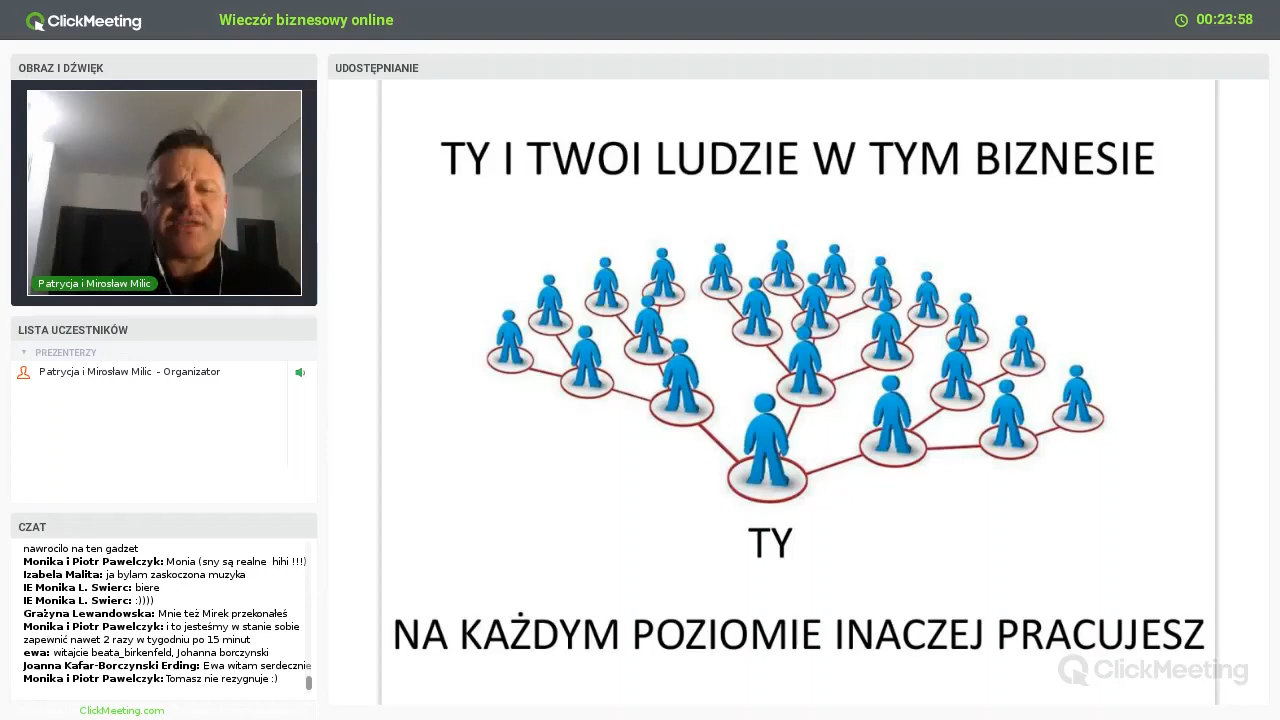 ClickMeeting
Wieczór biznesowy online
00:23:58
OBRAZ I DŹWIĘK
Patrycja i Mirosław Milic
LISTA UCZESTNIKÓW
PREZENTERZY
Patrycja i Mirosław Milic - Organizator
CZAT
nawrocilo na ten gadzet
Monika i Piotr Pawelczyk: Monia (sny są realne hihi !!!)
Izabela Malita: ja bylam zaskoczona muzyka
IE Monika L. Swierc: biere
IE Monika L. Swierc: :))))
Grażyna Lewandowska: Mnie też Mirek przekonałeś
Monika i Piotr Pawelczyk: i to jesteśmy w stanie sobie
zapewnić nawet 2 razy w tygodniu po 15 minut
ewa: witajcie beata_birkenfeld, Johanna borczynski
Joanna Kafar-Borczynski Erding: Ewa witam serdecznie
Monika i Piotr Pawelczyk: Tomasz nie rezygnuje :)
ClickMeeting.com
UDOSTĘPNIANIE
TY I TWOI LUDZIE W TYM BIZNESIE
TY
NA KAŻDYM POZIOMIE INACZEJ PRACUJESZ
ClickMeeting